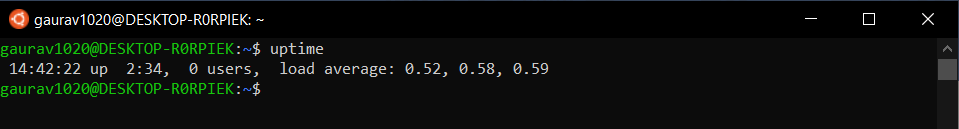 gaurav1020@DESKTOP-R0RPIEK: ~
gaurav1020@DESKTOP-R0RPIEK:~$ uptime
 14:42:22 up  2:34,  0 users,  load average: 0.52, 0.58, 0.59
gaurav1020@DESKTOP-R0RPIEK:~$